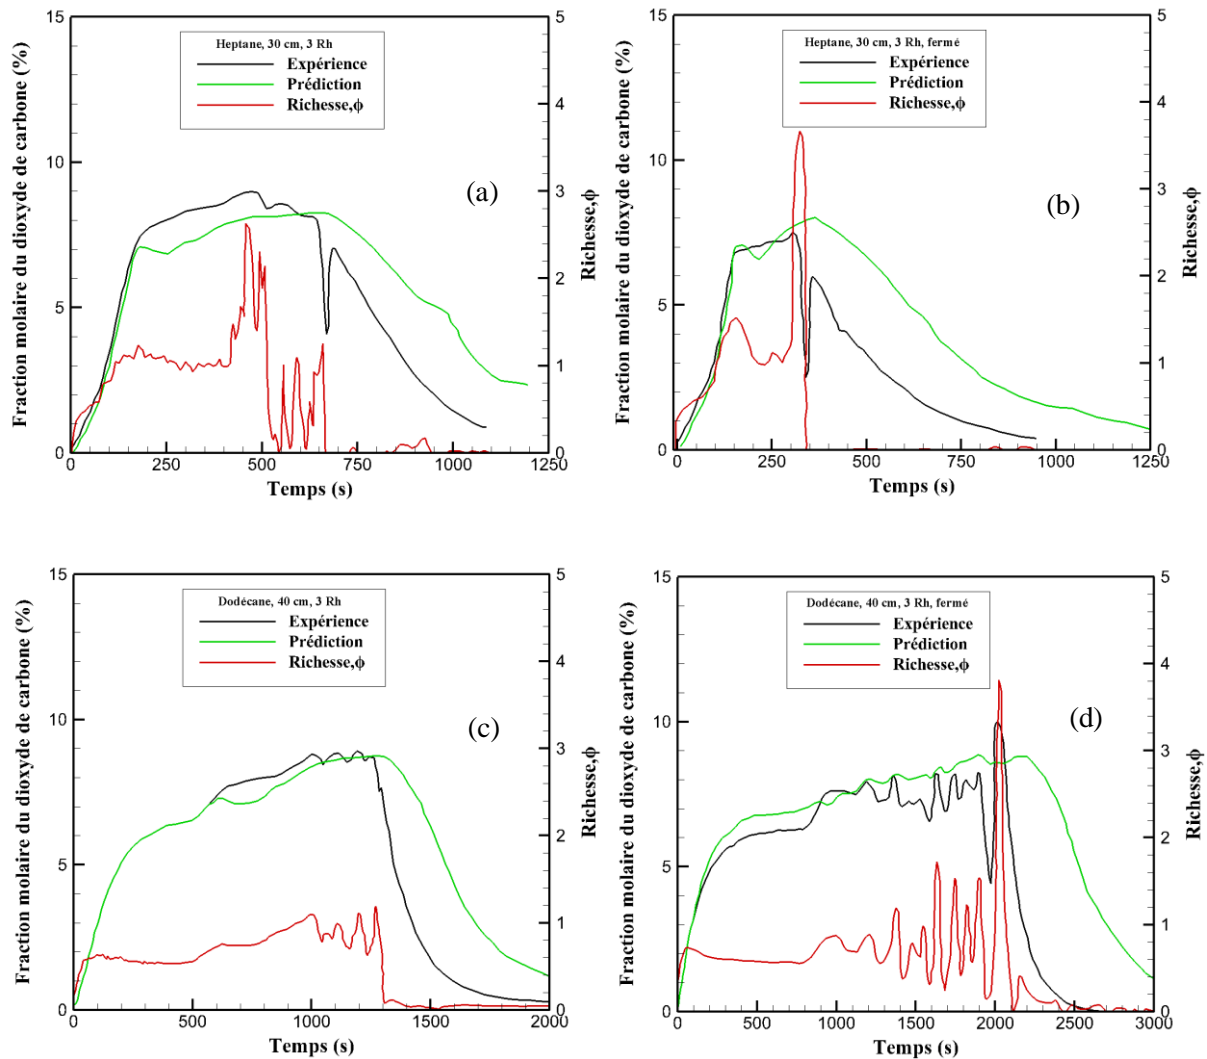 Heptane, 30 cm, 3 Rh
Expérience
Prédiction
Richesse,ϕ
(a)
Fraction molaire du dioxyde de carbone (%)
15
10
5
0
Richesse,ϕ
5
4
3
2
1
0
0 250 500 750 1000 1250
Temps (s)
Heptane, 30 cm, 3 Rh, fermé
Expérience
Prédiction
Richesse,ϕ
(b)
Fraction molaire du dioxyde de carbone (%)
15
10
5
0
Richesse,ϕ
5
4
3
2
1
0
0 250 500 750 1000 1250
Temps (s)
Dodécane, 40 cm, 3 Rh
Expérience
Prédiction
Richesse,ϕ
(c)
Fraction molaire du dioxyde de carbone (%)
15
10
5
0
Richesse,ϕ
5
4
3
2
1
0
0 500 1000 1500 2000
Temps (s)
Dodécane, 40 cm, 3 Rh, fermé
Expérience
Prédiction
Richesse,ϕ
(d)
Fraction molaire du dioxyde de carbone (%)
15
10
5
0
Richesse,ϕ
5
4
3
2
1
0
0 500 1000 1500 2000 2500 3000
Temps (s)